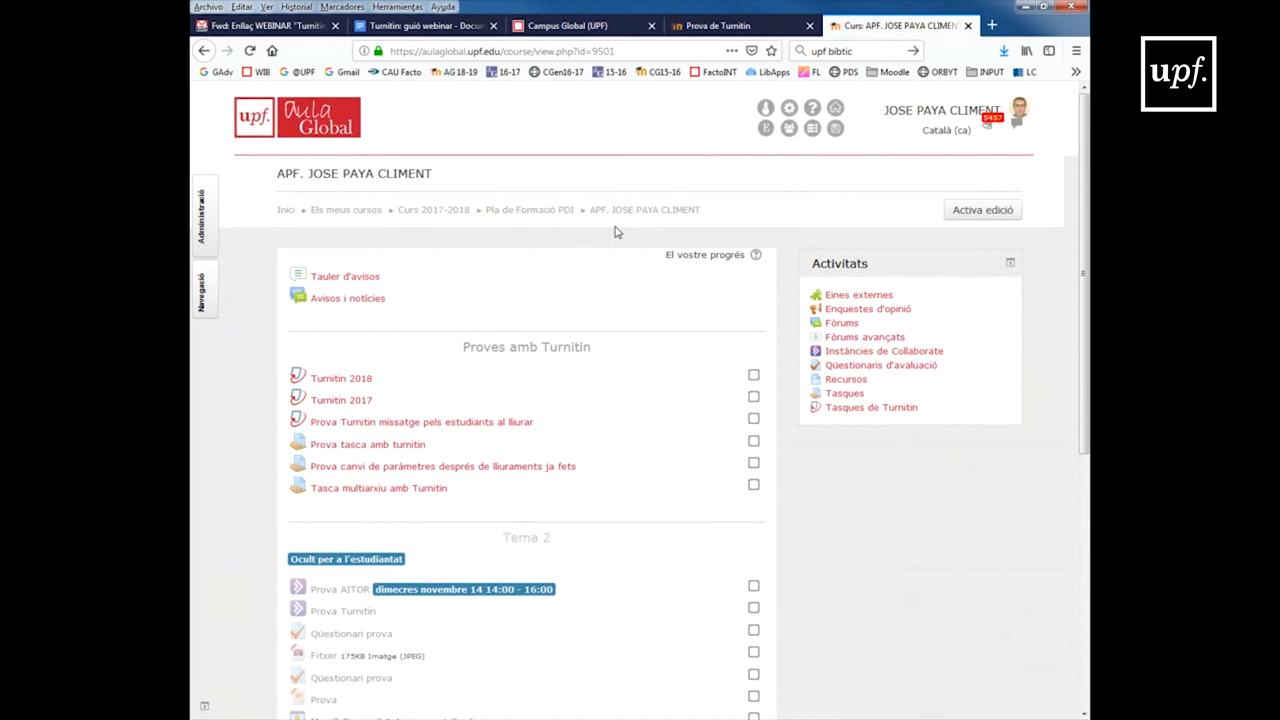 Archivo Editar Ver Historial Marcadores Herramientas Ayuda
Fwd: Enllaç WEBINAR "Turnitin
Turnitin: guió webinar - Docu
Campus Global (UPF)
Prova de Turnitin
Curs: APF. JOSE PAYA CLIMENT
https://aulaglobal.upf.edu/course/view.php?id=9501
upf bibtic
GAdv WIB @UPF Gmail CAU Facto AG 18-19 16-17 CGen16-17 15-16 CG15-16 FactoINT LibApps FL PDS Moodle ORBYT INPUT LC
upf.
upf. Aula Global
JOSE PAYA CLIMENT
5457
Català (ca)
APF. JOSE PAYA CLIMENT
Inici ▸ Els meus cursos ▸ Curs 2017-2018 ▸ Pla de Formació PDI ▸ APF. JOSE PAYA CLIMENT
Activa edició
Administració
Navegació
El vostre progrés
Tauler d'avisos
Avisos i notícies
Proves amb Turnitin
Turnitin 2018
Turnitin 2017
Prova Turnitin missatge pels estudiants al lliurar
Prova tasca amb turnitin
Prova canvi de paràmetres després de lliuraments ja fets
Tasca multiarxiu amb Turnitin
Tema 2
Ocult per a l'estudiantat
Prova AITOR dimecres novembre 14 14:00 - 16:00
Prova Turnitin
Qüestionari prova
Fitxer 175KB Imatge (JPEG)
Qüestionari prova
Prova
Activitats
Eines externes
Enquestes d'opinió
Fòrums
Fòrums avançats
Instàncies de Collaborate
Qüestionaris d'avaluació
Recursos
Tasques
Tasques de Turnitin